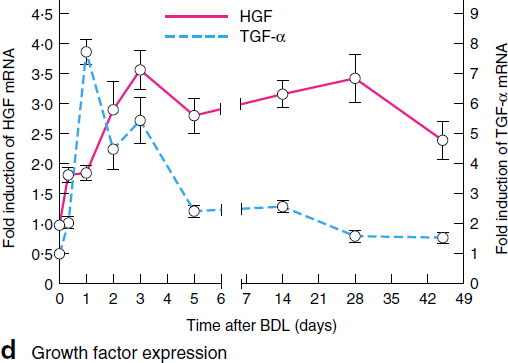 4·5
4·0
3·5
3·0
2·5
2·0
1·5
1·0
0·5
0
Fold induction of HGF mRNA
HGF
TGF-α
9
8
7
6
5
4
3
2
1
0
Fold induction of TGF-α mRNA
0 1 2 3 4 5 6 7 14 21 28 35 42 49
Time after BDL (days)
d Growth factor expression